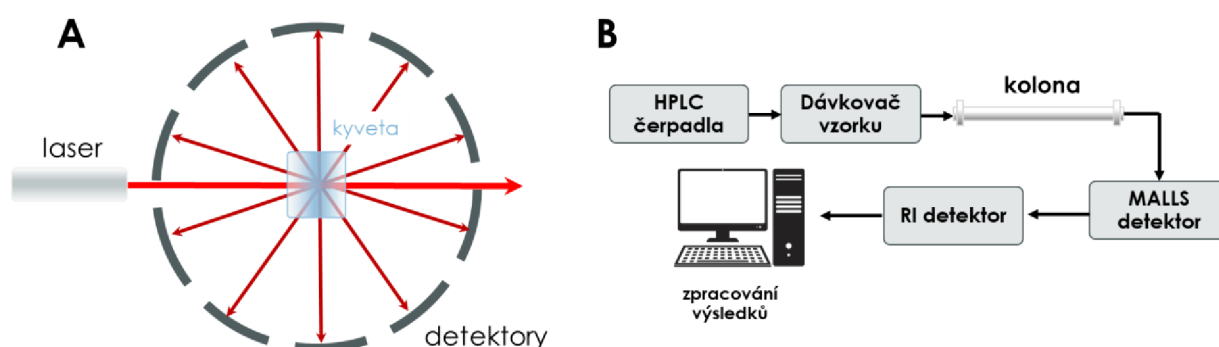 A
laser
kyveta
detektory
B
HPLC
čerpadla
Dávkovač
vzorku
kolona
MALLS
detektor
RI detektor
zpracování
výsledků